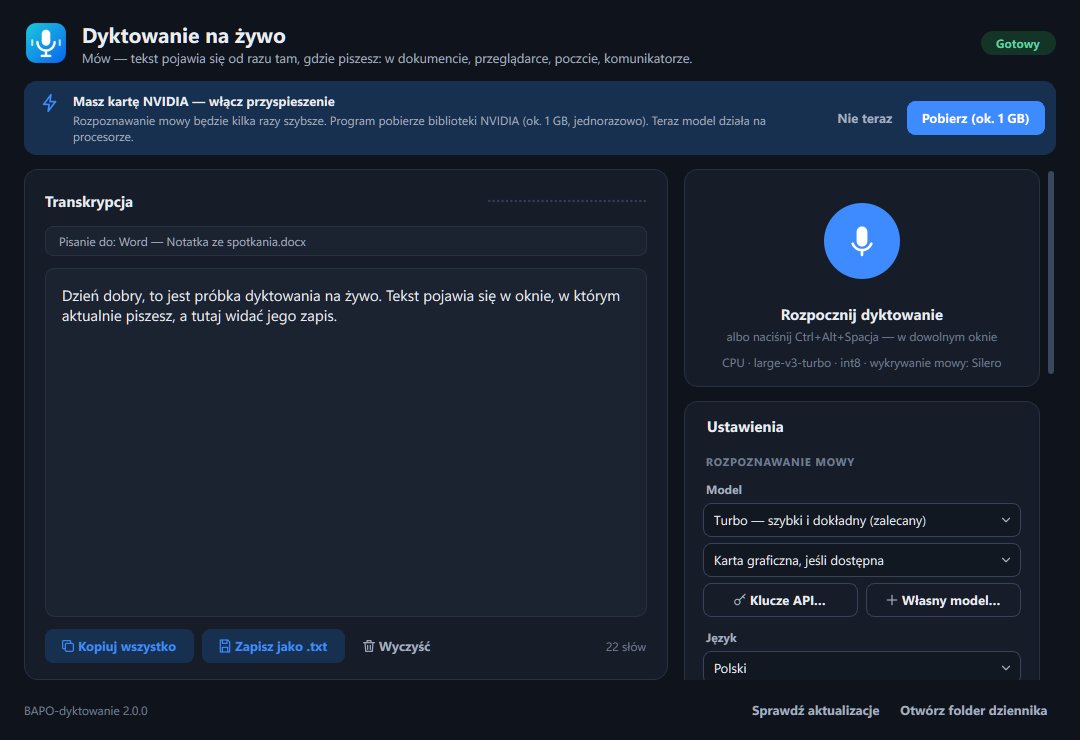 Dyktowanie na żywo
Mów — tekst pojawia się od razu tam, gdzie piszesz: w dokumencie, przeglądarce, poczcie, komunikatorze.
Gotowy
Masz kartę NVIDIA — włącz przyspieszenie
Rozpoznawanie mowy będzie kilka razy szybsze. Program pobierze biblioteki NVIDIA (ok. 1 GB, jednorazowo). Teraz model działa na
procesorze.
Nie teraz
Pobierz (ok. 1 GB)
Transkrypcja
Pisanie do: Word — Notatka ze spotkania.docx
Dzień dobry, to jest próbka dyktowania na żywo. Tekst pojawia się w oknie, w którym
aktualnie piszesz, a tutaj widać jego zapis.
Kopiuj wszystko
Zapisz jako .txt
Wyczyść
22 słów
Rozpocznij dyktowanie
albo naciśnij Ctrl+Alt+Spacja — w dowolnym oknie
CPU · large-v3-turbo · int8 · wykrywanie mowy: Silero
Ustawienia
ROZPOZNAWANIE MOWY
Model
Turbo — szybki i dokładny (zalecany)
Karta graficzna, jeśli dostępna
Klucze API...
Własny model...
Język
Polski
BAPO-dyktowanie 2.0.0
Sprawdź aktualizacje
Otwórz folder dziennika